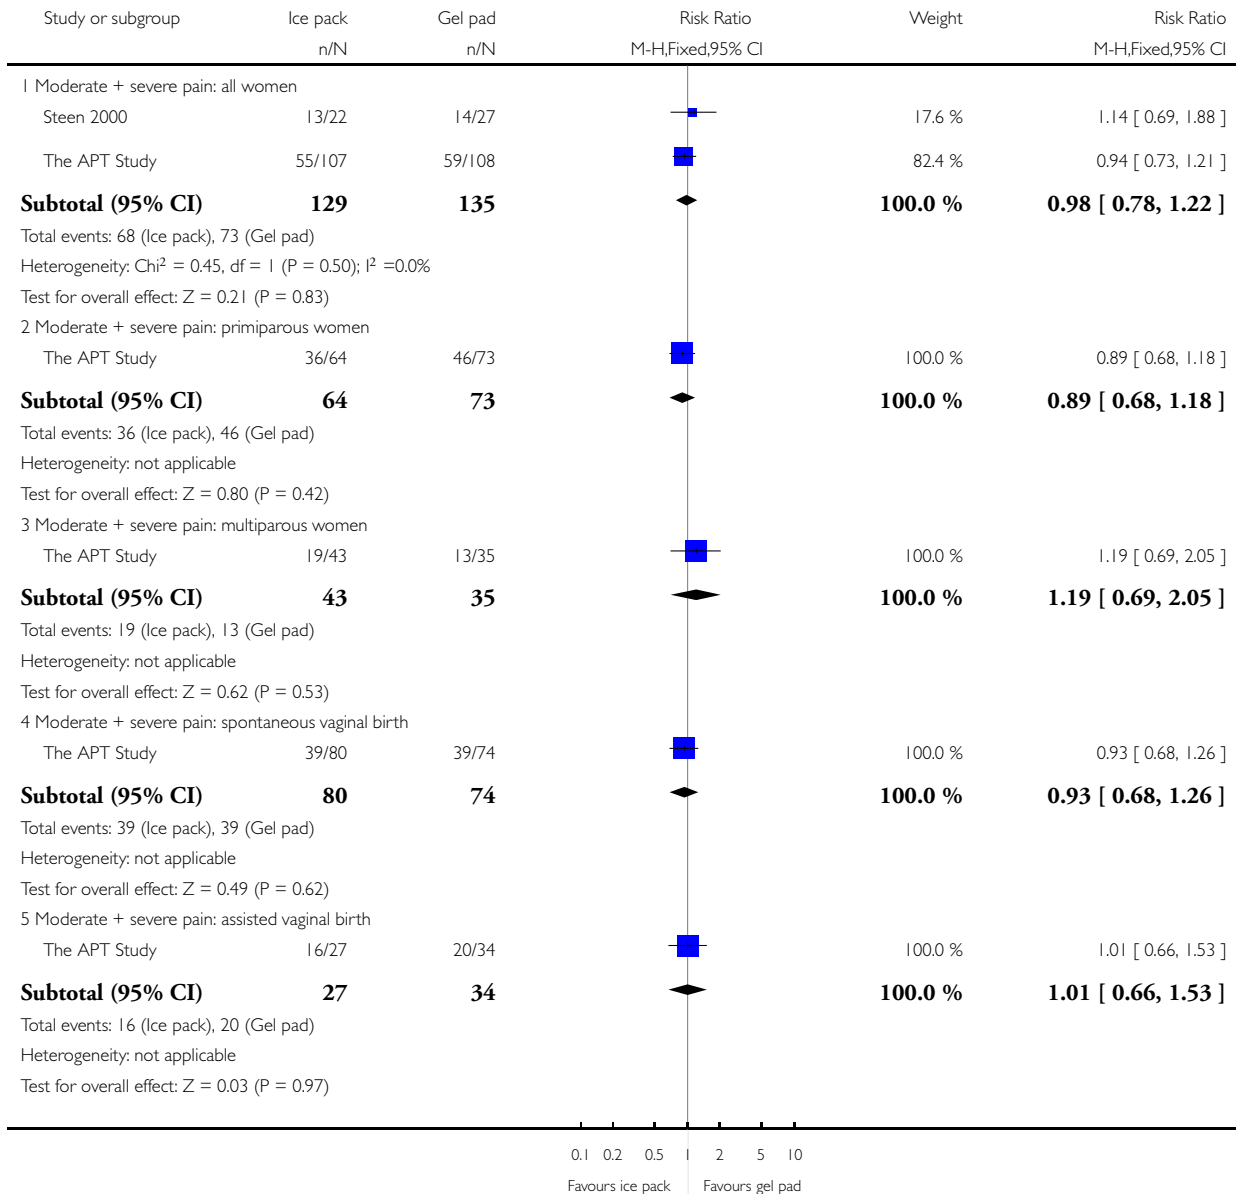 Study or subgroup Ice pack Gel pad Risk Ratio Weight Risk Ratio
n/N n/N M-H,Fixed,95% CI M-H,Fixed,95% CI
1 Moderate + severe pain: all women
Steen 2000 13/22 14/27 17.6 % 1.14 [ 0.69, 1.88 ]
The APT Study 55/107 59/108 82.4 % 0.94 [ 0.73, 1.21 ]
Subtotal (95% CI) 129 135 100.0 % 0.98 [ 0.78, 1.22 ]
Total events: 68 (Ice pack), 73 (Gel pad)
Heterogeneity: Chi² = 0.45, df = 1 (P = 0.50); I² =0.0%
Test for overall effect: Z = 0.21 (P = 0.83)
2 Moderate + severe pain: primiparous women
The APT Study 36/64 46/73 100.0 % 0.89 [ 0.68, 1.18 ]
Subtotal (95% CI) 64 73 100.0 % 0.89 [ 0.68, 1.18 ]
Total events: 36 (Ice pack), 46 (Gel pad)
Heterogeneity: not applicable
Test for overall effect: Z = 0.80 (P = 0.42)
3 Moderate + severe pain: multiparous women
The APT Study 19/43 13/35 100.0 % 1.19 [ 0.69, 2.05 ]
Subtotal (95% CI) 43 35 100.0 % 1.19 [ 0.69, 2.05 ]
Total events: 19 (Ice pack), 13 (Gel pad)
Heterogeneity: not applicable
Test for overall effect: Z = 0.62 (P = 0.53)
4 Moderate + severe pain: spontaneous vaginal birth
The APT Study 39/80 39/74 100.0 % 0.93 [ 0.68, 1.26 ]
Subtotal (95% CI) 80 74 100.0 % 0.93 [ 0.68, 1.26 ]
Total events: 39 (Ice pack), 39 (Gel pad)
Heterogeneity: not applicable
Test for overall effect: Z = 0.49 (P = 0.62)
5 Moderate + severe pain: assisted vaginal birth
The APT Study 16/27 20/34 100.0 % 1.01 [ 0.66, 1.53 ]
Subtotal (95% CI) 27 34 100.0 % 1.01 [ 0.66, 1.53 ]
Total events: 16 (Ice pack), 20 (Gel pad)
Heterogeneity: not applicable
Test for overall effect: Z = 0.03 (P = 0.97)
0.1 0.2 0.5 1 2 5 10
Favours ice pack Favours gel pad